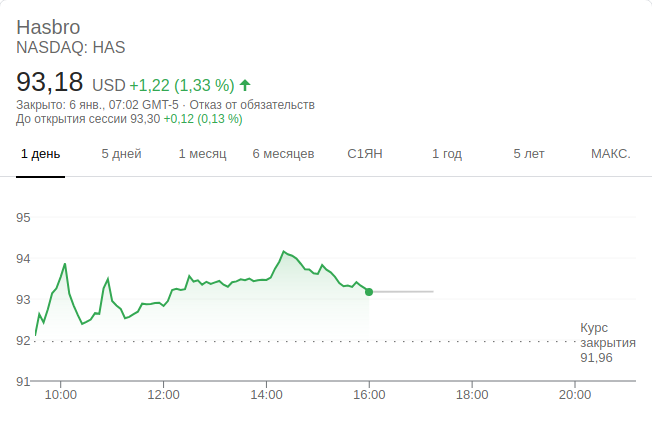 Hasbro
NASDAQ: HAS
93,18 USD +1,22 (1,33 %)
Закрыто: 6 янв., 07:02 GMT-5 · Отказ от обязательств
До открытия сессии 93,30 +0,12 (0,13 %)
1 день 5 дней 1 месяц 6 месяцев С1ЯН 1 год 5 лет МАКС.
95
94
93
92
91
Курс
закрытия
91,96
10:00 12:00 14:00 16:00 18:00 20:00